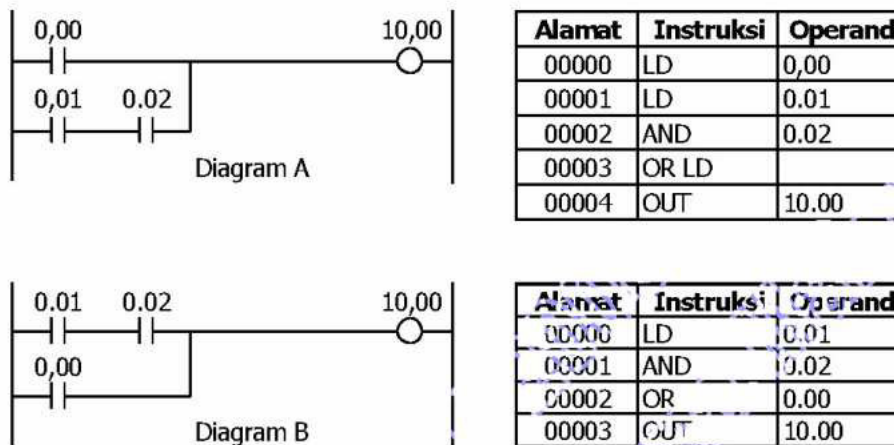 0,00 10,00
0,01 0.02
Diagram A
Alamat Instruksi Operand
00000 LD 0,00
00001 LD 0.01
00002 AND 0.02
00003 OR LD
00004 OUT 10.00
0.01 0.02 10,00
0,00
Diagram B
Alamat Instruksi Operand
00000 LD 0.01
00001 AND 0.02
00002 OR 0.00
00003 OUT 10.00